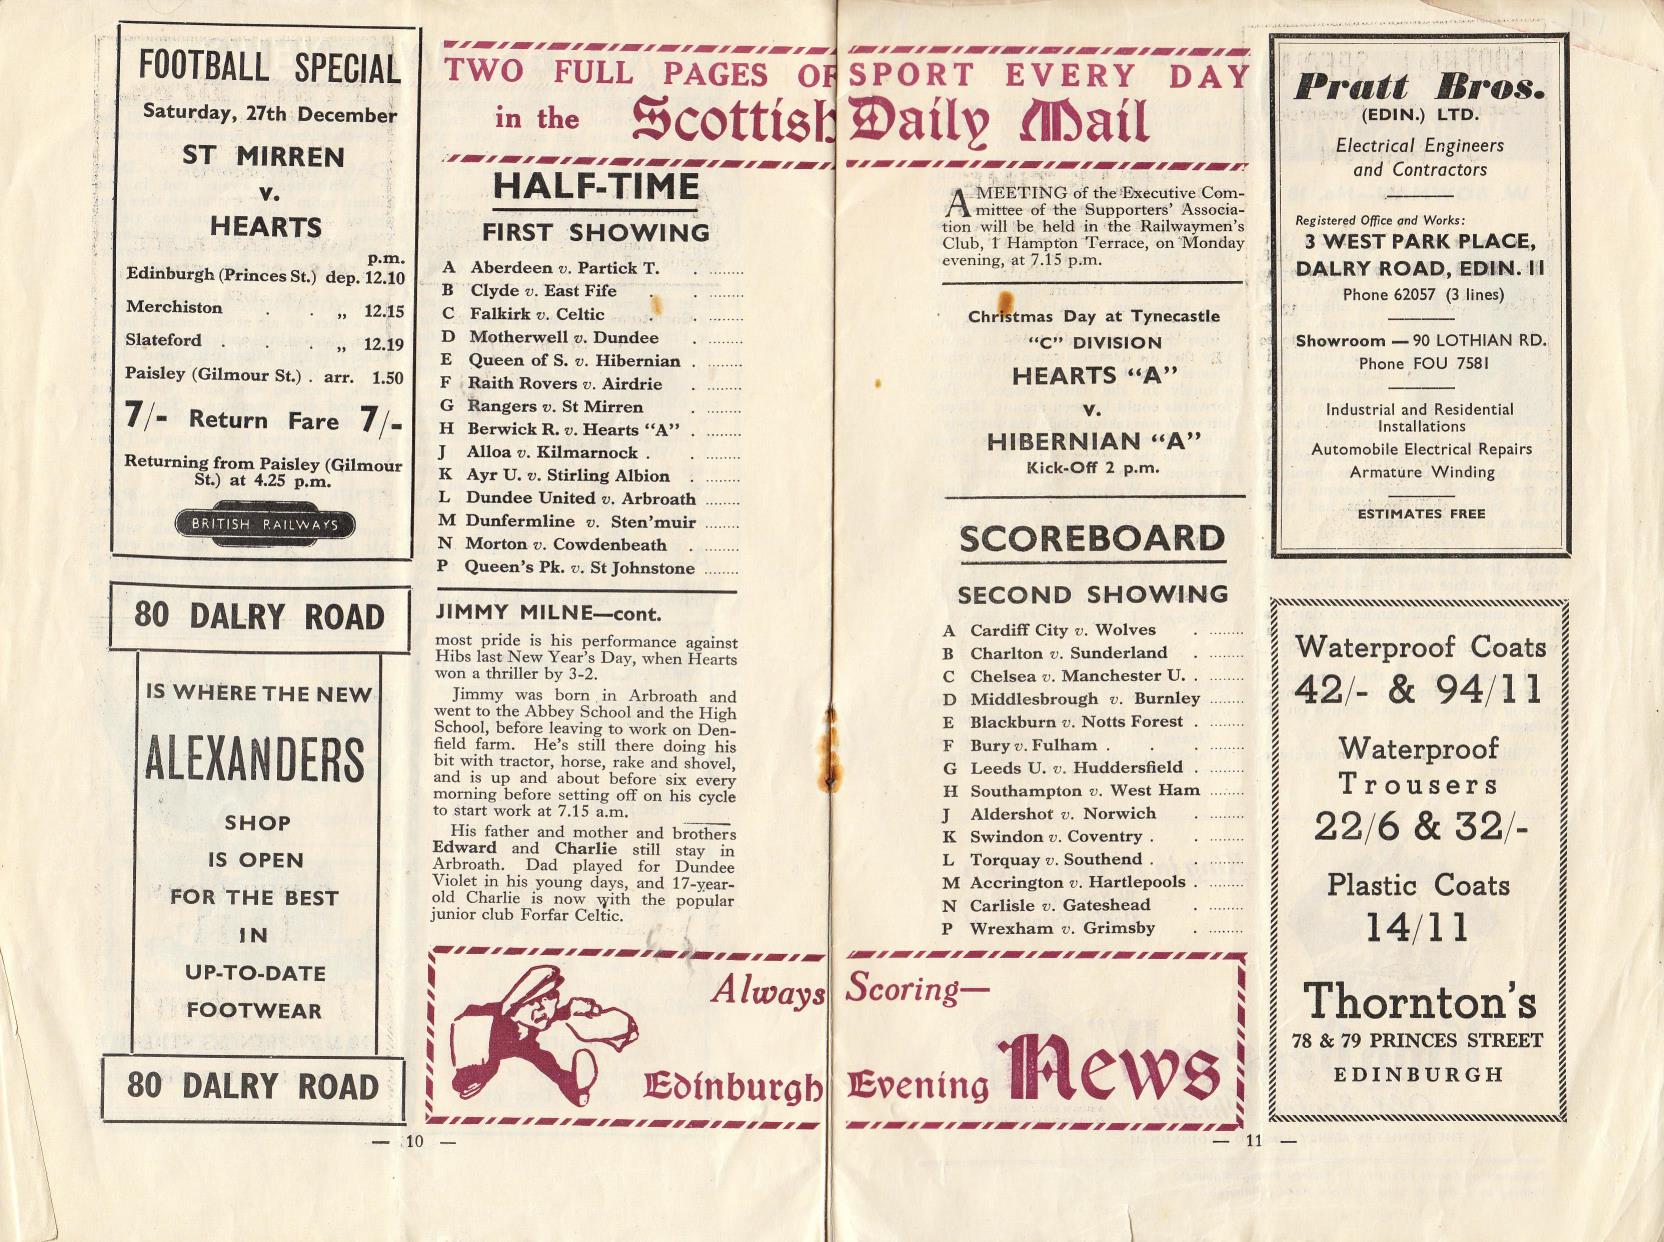 FOOTBALL SPECIAL
Saturday, 27th December
ST MIRREN
v.
HEARTS
p.m.
Edinburgh (Princes St.) dep. 12.10
Merchiston . . „ 12.15
Slateford . . . „ 12.19
Paisley (Gilmour St.) . arr. 1.50
7/- Return Fare 7/-
Returning from Paisley (Gilmour
St.) at 4.25 p.m.
BRITISH RAILWAYS
80 DALRY ROAD
IS WHERE THE NEW
ALEXANDERS
SHOP
IS OPEN
FOR THE BEST
IN
UP-TO-DATE
FOOTWEAR
80 DALRY ROAD
TWO FULL PAGES OF SPORT EVERY DAY
in the Scottish Daily Mail
HALF-TIME
FIRST SHOWING
A Aberdeen v. Partick T. . ........
B Clyde v. East Fife . . ........
C Falkirk v. Celtic . . ........
D Motherwell v. Dundee . ........
E Queen of S. v. Hibernian . ........
F Raith Rovers v. Airdrie . ........
G Rangers v. St Mirren . ........
H Berwick R. v. Hearts "A" . ........
J Alloa v. Kilmarnock . . ........
K Ayr U. v. Stirling Albion . ........
L Dundee United v. Arbroath ........
M Dunfermline v. Sten'muir ........
N Morton v. Cowdenbeath . ........
P Queen's Pk. v. St Johnstone ........
JIMMY MILNE—cont.
most pride is his performance against
Hibs last New Year's Day, when Hearts
won a thriller by 3-2.
Jimmy was born in Arbroath and
went to the Abbey School and the High
School, before leaving to work on Den-
field farm. He's still there doing his
bit with tractor, horse, rake and shovel,
and is up and about before six every
morning before setting off on his cycle
to start work at 7.15 a.m.
His father and mother and brothers
Edward and Charlie still stay in
Arbroath. Dad played for Dundee
Violet in his young days, and 17-year-
old Charlie is now with the popular
junior club Forfar Celtic.
A MEETING of the Executive Com-
mittee of the Supporters' Associa-
tion will be held in the Railwaymen's
Club, 1 Hampton Terrace, on Monday
evening, at 7.15 p.m.
Christmas Day at Tynecastle
"C" DIVISION
HEARTS "A"
v.
HIBERNIAN "A"
Kick-Off 2 p.m.
SCOREBOARD
SECOND SHOWING
A Cardiff City v. Wolves . ........
B Charlton v. Sunderland . ........
C Chelsea v. Manchester U. . ........
D Middlesbrough v. Burnley ........
E Blackburn v. Notts Forest . ........
F Bury v. Fulham . . . ........
G Leeds U. v. Huddersfield . ........
H Southampton v. West Ham ........
J Aldershot v. Norwich . ........
K Swindon v. Coventry . . ........
L Torquay v. Southend . . ........
M Accrington v. Hartlepools . ........
N Carlisle v. Gateshead . ........
P Wrexham v. Grimsby . ........
Always Scoring—
Edinburgh Evening News
Pratt Bros.
(EDIN.) LTD.
Electrical Engineers
and Contractors
Registered Office and Works:
3 WEST PARK PLACE,
DALRY ROAD, EDIN. 11
Phone 62057 (3 lines)
Showroom — 90 LOTHIAN RD.
Phone FOU 7581
Industrial and Residential
Installations
Automobile Electrical Repairs
Armature Winding
ESTIMATES FREE
Waterproof Coats
42/- & 94/11
Waterproof
Trousers
22/6 & 32/-
Plastic Coats
14/11
Thornton's
78 & 79 PRINCES STREET
EDINBURGH
— 10 —
— 11 —